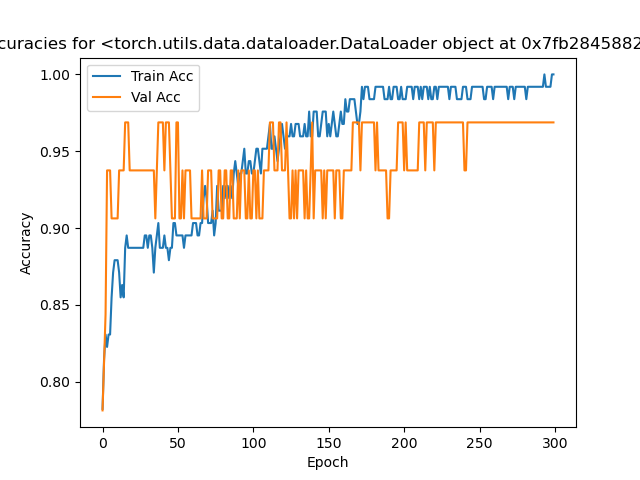 curacies for <torch.utils.data.dataloader.DataLoader object at 0x7fb2845882
Train Acc
Val Acc
1.00
0.95
0.90
0.85
0.80
Accuracy
0 50 100 150 200 250 300
Epoch